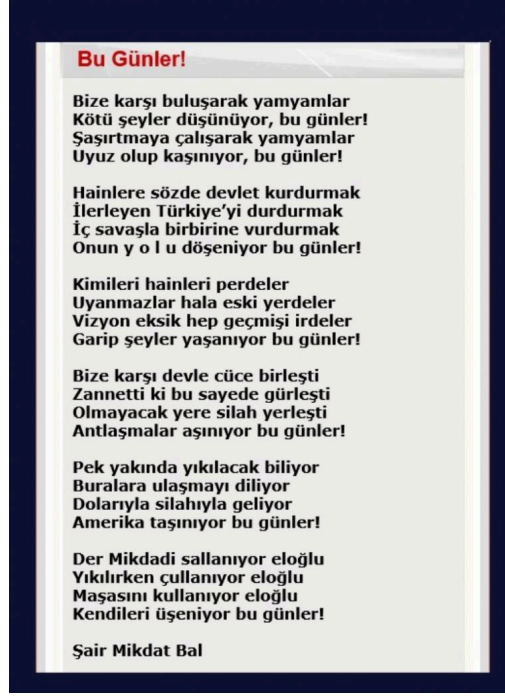 Bu Günler!
Bize karşı buluşarak yamyamlar
Kötü şeyler düşünüyor, bu günler!
Şaşırtmaya çalışarak yamyamlar
Uyuz olup kaşınıyor, bu günler!
Hainlere sözde devlet kurdurmak
İlerleyen Türkiye’yi durdurmak
İç savaşla birbirine vurdurmak
Onun y o l u döşeniyor bu günler!
Kimileri hainleri perdeler
Uyanmazlar hala eski yerdeler
Vizyon eksik hep geçmişi irdeler
Garip şeyler yaşanıyor bu günler!
Bize karşı devle cüce birleşti
Zannetti ki bu sayede gürleşti
Olmayacak yere silah yerleşti
Antlaşmalar aşınıyor bu günler!
Pek yakında yıkılacak biliyor
Buralara ulaşmayı diliyor
Dolarıyla silahıyla geliyor
Amerika taşınıyor bu günler!
Der Mikdadi sallanıyor eloğlu
Yıkılırken çullanıyor eloğlu
Maşasını kullanıyor eloğlu
Kendileri üşeniyor bu günler!
Şair Mikdat Bal